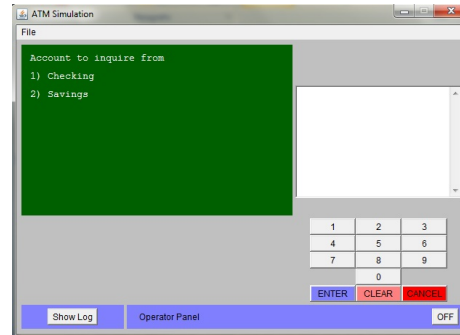 ATM Simulation
File
Account to inquire from
1) Checking
2) Savings
1 2 3
4 5 6
7 8 9
0
ENTER CLEAR CANCEL
Show Log Operator Panel OFF